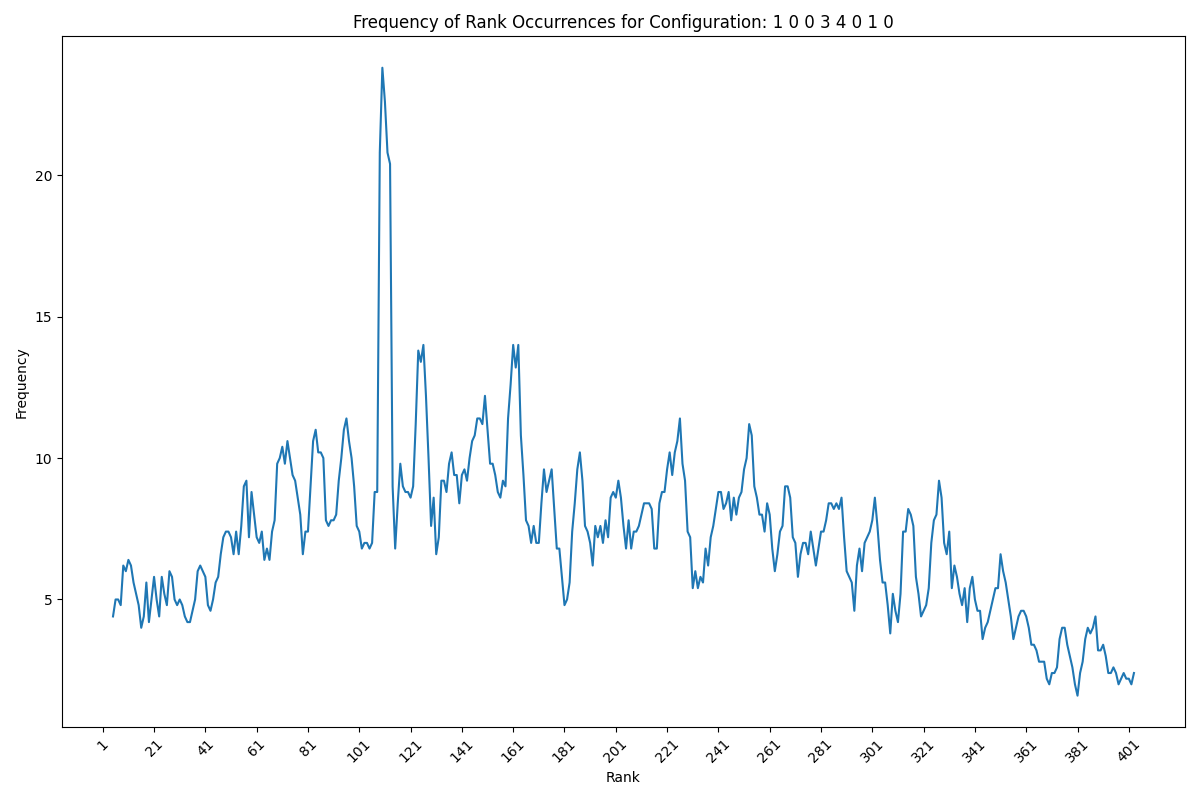 Frequency of Rank Occurrences for Configuration: 1 0 0 3 4 0 1 0
Frequency
20
15
10
5
1 21 41 61 81 101 121 141 161 181 201 221 241 261 281 301 321 341 361 381 401
Rank